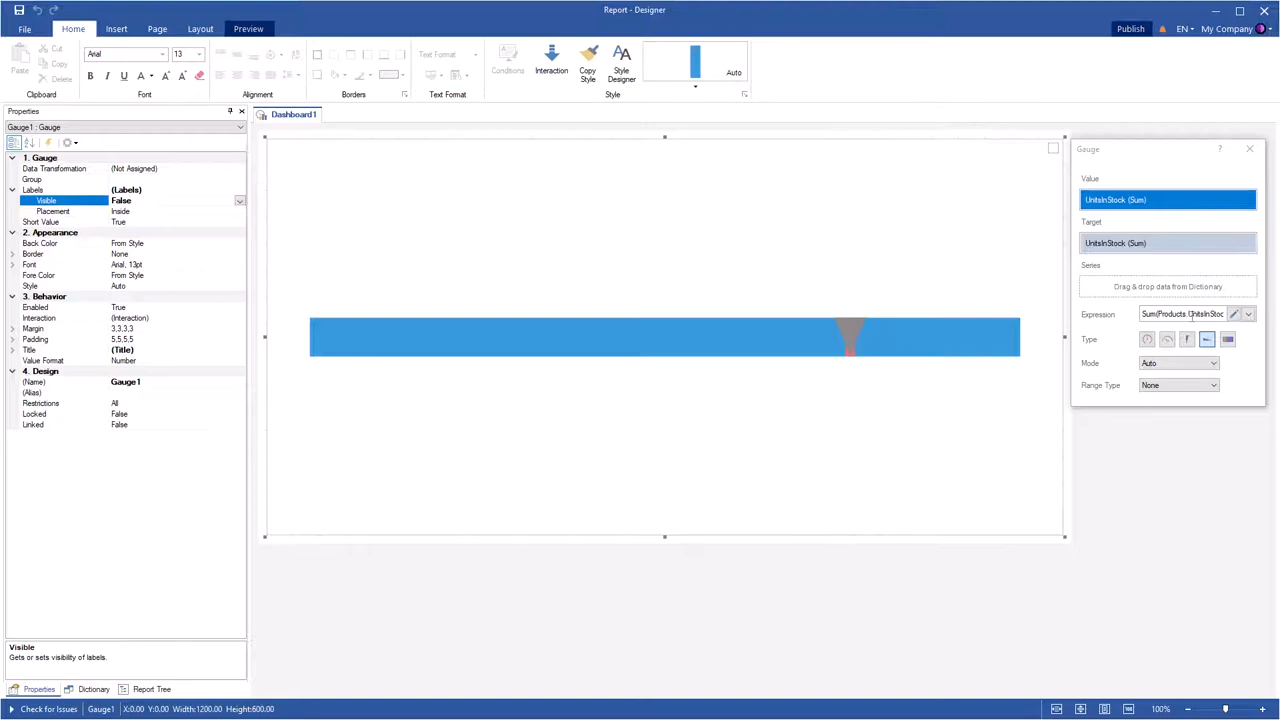 Report - Designer
File
Home
Insert
Page
Layout
Preview
Publish
EN
My Company
Paste
Cut
Copy
Delete
Clipboard
Arial
13
B I U A A A
Font
Alignment
Borders
Text Format
Text Format
Conditions
Interaction
Copy Style
Style Designer
Auto
Style
Properties
Gauge1 : Gauge
1. Gauge
Data Transformation (Not Assigned)
Group
Labels (Labels)
Visible False
Placement Inside
Short Value True
2. Appearance
Back Color From Style
Border None
Font Arial, 13pt
Fore Color From Style
Style Auto
3. Behavior
Enabled True
Interaction (Interaction)
Margin 3,3,3,3
Padding 5,5,5,5
Title (Title)
Value Format Number
4. Design
(Name) Gauge1
(Alias)
Restrictions All
Locked False
Linked False
Visible
Gets or sets visibility of labels.
Properties
Dictionary
Report Tree
Dashboard1
Gauge
?
Value
UnitsInStock (Sum)
Target
UnitsInStock (Sum)
Series
Drag & drop data from Dictionary
Expression Sum(Products.UnitsInStoc
Type
Mode Auto
Range Type None
Check for Issues
Gauge1
X:0.00 Y:0.00 Width:1200.00 Height:600.00
100%